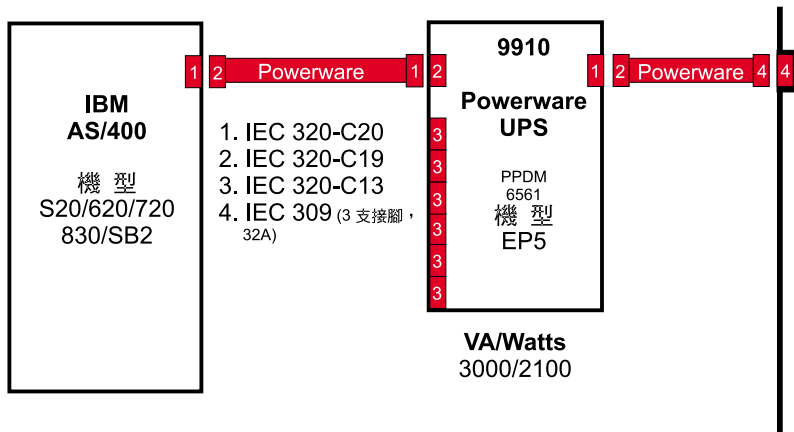 IBM
AS/400
機 型
S20/620/720
830/SB2
1
2
Powerware
1
2
1. IEC 320-C20
2. IEC 320-C19
3. IEC 320-C13
4. IEC 309 (3 支接腳，
32A)
9910
Powerware
UPS
PPDM
6561
機 型
EP5
3
3
3
3
3
3
1
2
Powerware
4
4
VA/Watts
3000/2100